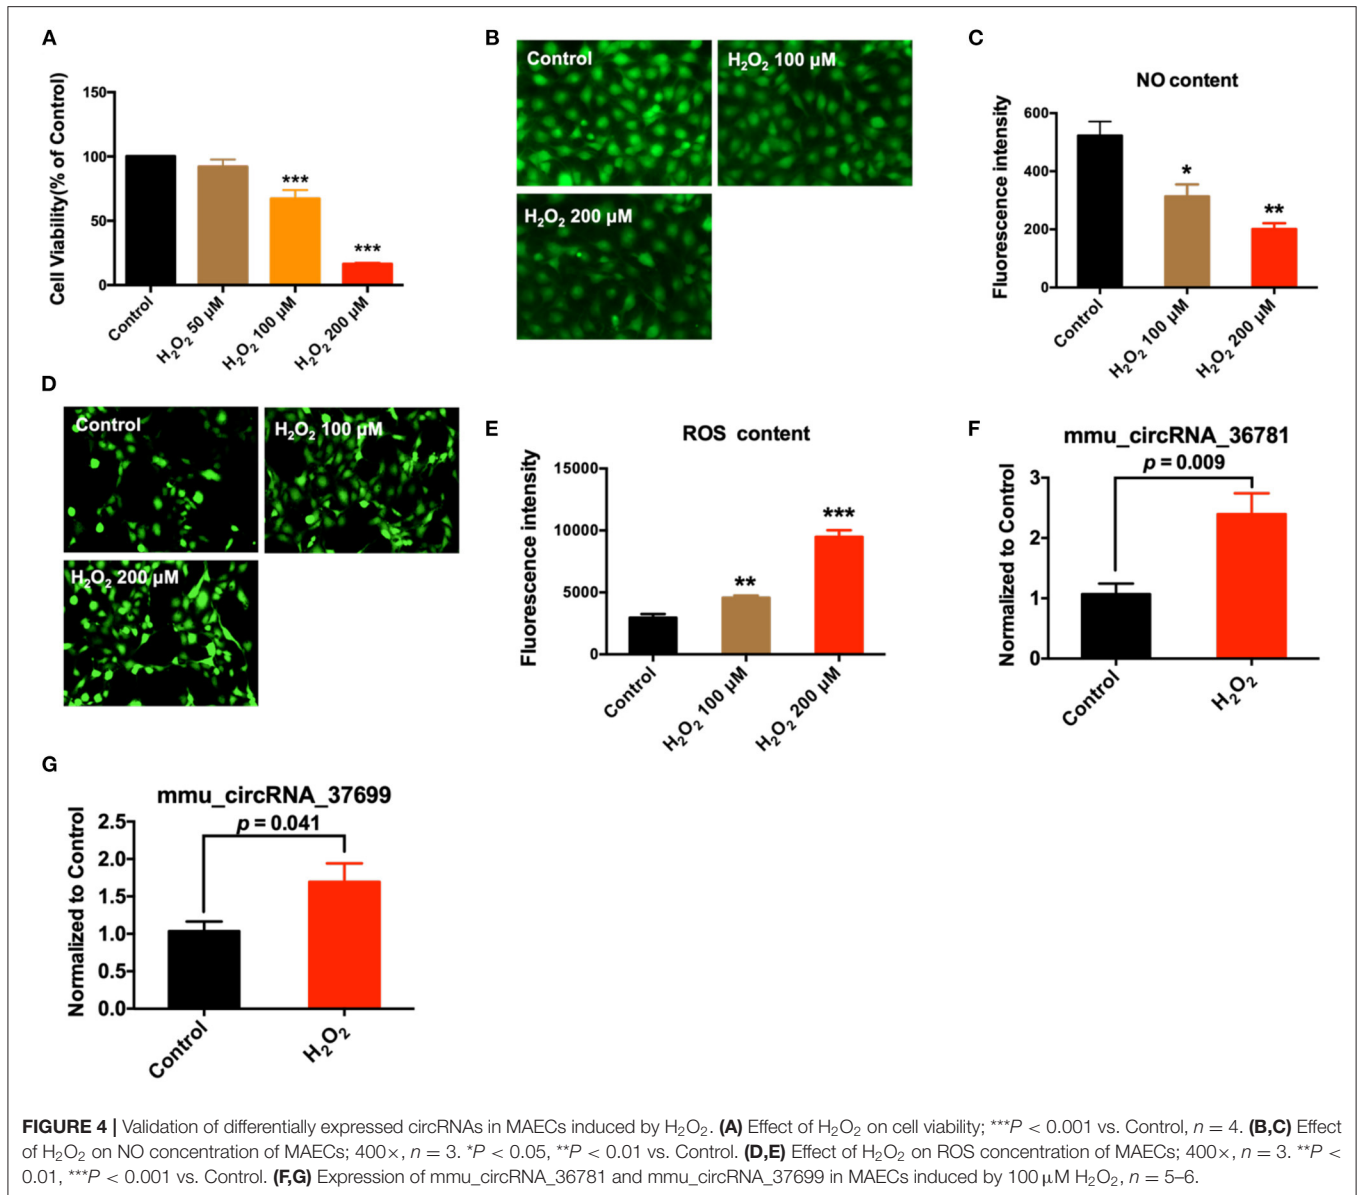 A
Cell Viability(% of Control)
150
100
50
0
***
***
Control
H₂O₂ 50 µM
H₂O₂ 100 µM
H₂O₂ 200 µM
B
Control
H₂O₂ 100 µM
H₂O₂ 200 µM
C
NO content
Fluorescence intensity
600
400
200
0
*
**
Control
H₂O₂ 100 µM
H₂O₂ 200 µM
D
Control
H₂O₂ 100 µM
H₂O₂ 200 µM
E
ROS content
Fluorescence intensity
15000
10000
5000
0
**
***
Control
H₂O₂ 100 µM
H₂O₂ 200 µM
F
mmu_circRNA_36781
p = 0.009
Normalized to Control
3
2
1
0
Control
H₂O₂
G
mmu_circRNA_37699
p = 0.041
Normalized to Control
2.5
2.0
1.5
1.0
0.5
0.0
Control
H₂O₂
FIGURE 4 | Validation of differentially expressed circRNAs in MAECs induced by H₂O₂. (A) Effect of H₂O₂ on cell viability; ***P < 0.001 vs. Control, n = 4. (B,C) Effect
of H₂O₂ on NO concentration of MAECs; 400×, n = 3. *P < 0.05, **P < 0.01 vs. Control. (D,E) Effect of H₂O₂ on ROS concentration of MAECs; 400×, n = 3. **P <
0.01, ***P < 0.001 vs. Control. (F,G) Expression of mmu_circRNA_36781 and mmu_circRNA_37699 in MAECs induced by 100 µM H₂O₂, n = 5–6.